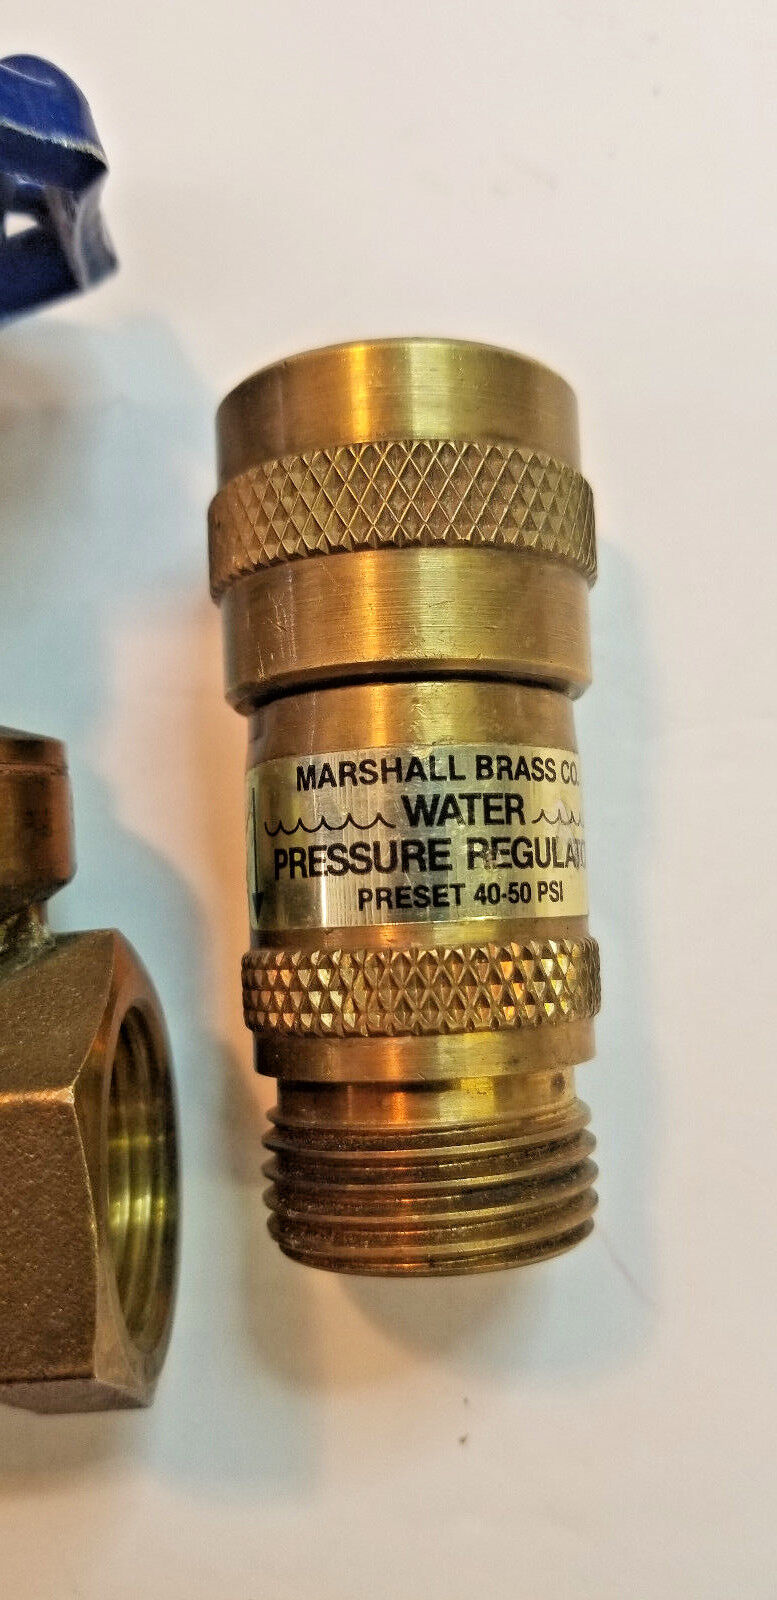 MARSHALL BRASS CO.
WATER
PRESSURE REGULATO
PRESET 40-50 PSI